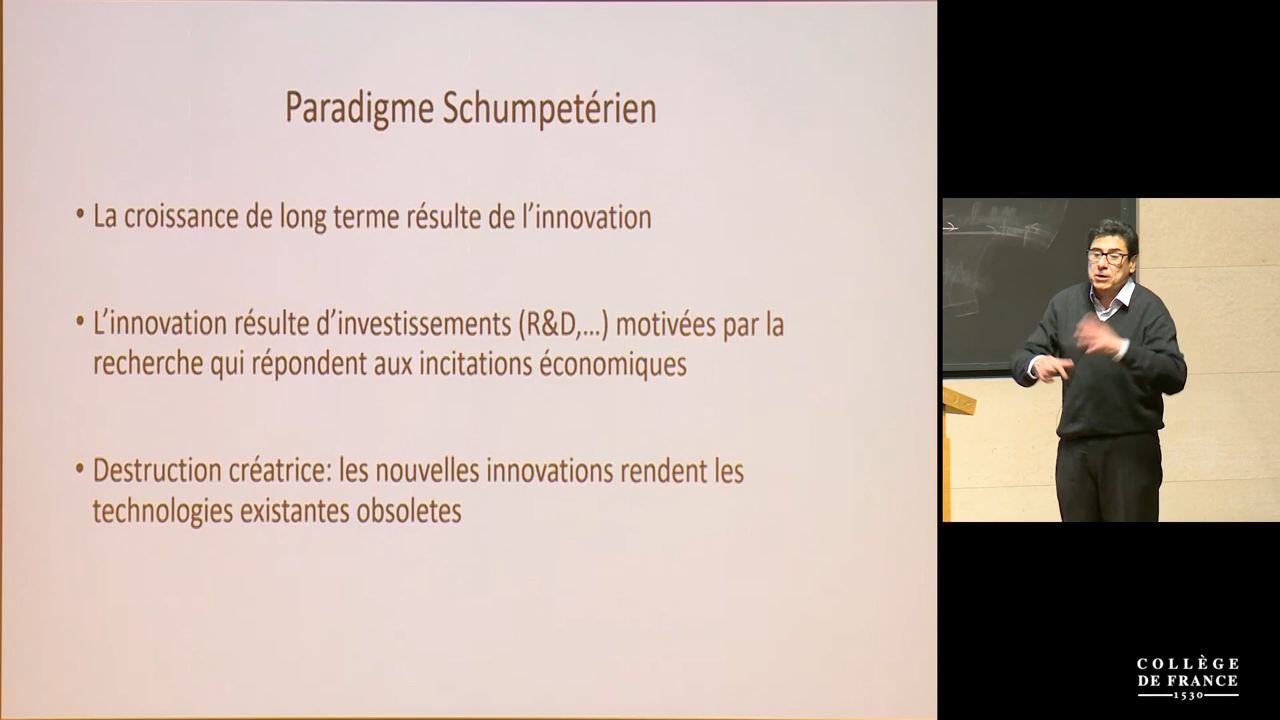 Paradigme Schumpetérien
• La croissance de long terme résulte de l'innovation
• L'innovation résulte d'investissements (R&D,...) motivées par la
recherche qui répondent aux incitations économiques
• Destruction créatrice: les nouvelles innovations rendent les
technologies existantes obsoletes
COLLÈGE
DE FRANCE
1530